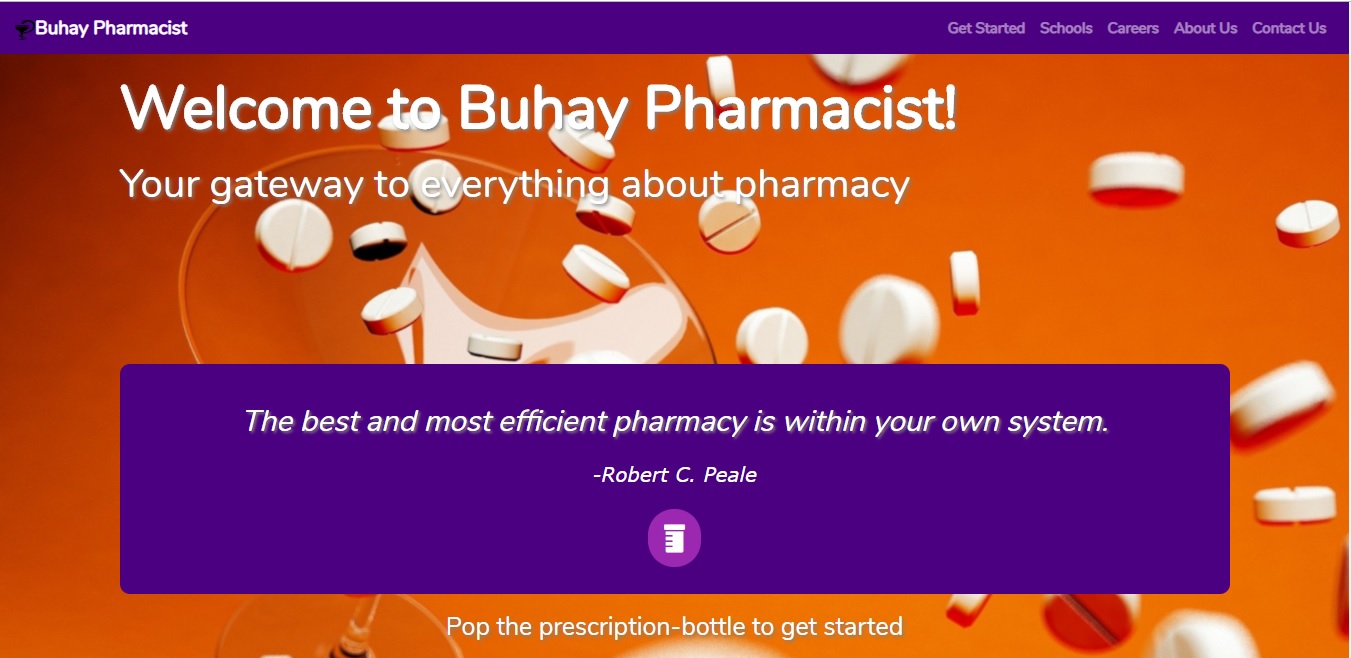 Buhay Pharmacist
Get Started Schools Careers About Us Contact Us
Welcome to Buhay Pharmacist!
Your gateway to everything about pharmacy
The best and most efficient pharmacy is within your own system.
-Robert C. Peale
Pop the prescription-bottle to get started